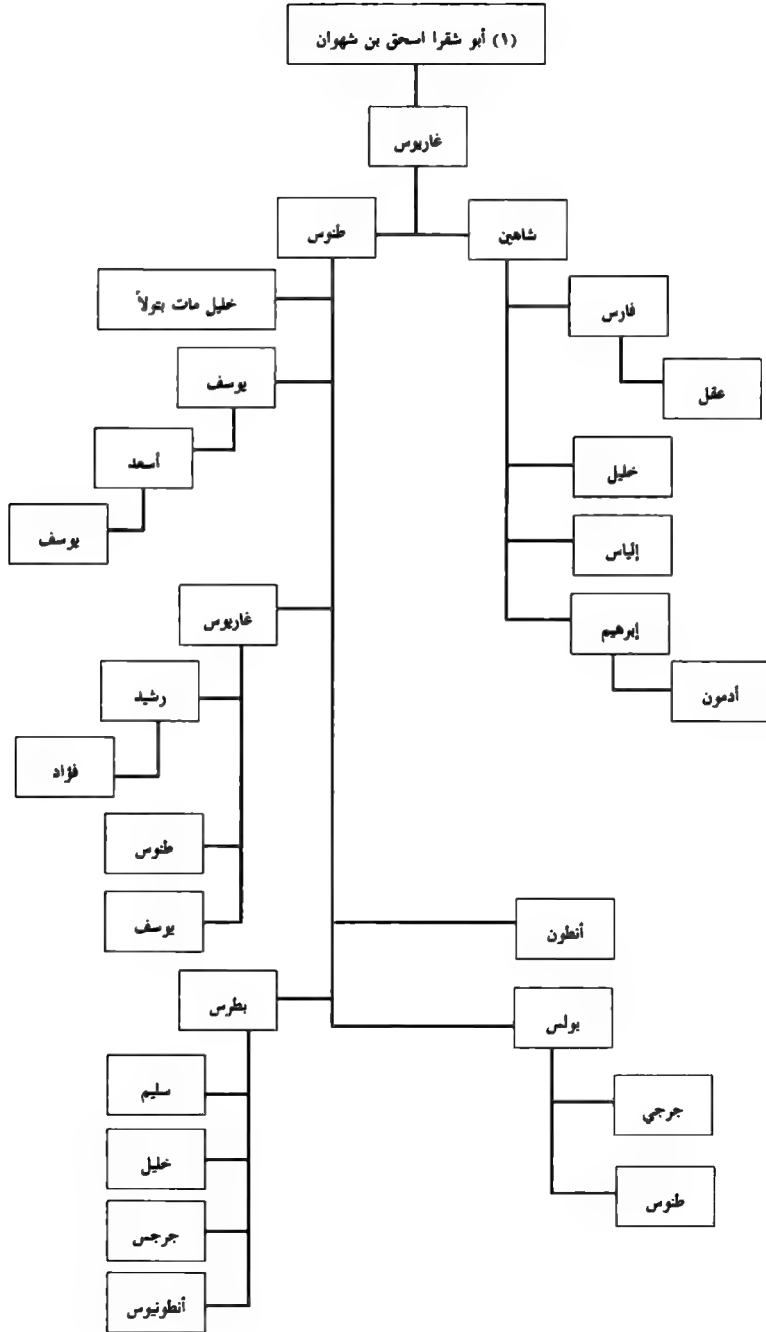 (١) أبو شقرا اسحق بن شهوان
غاريوس
شاهين
طنوس
فارس
خليل مات بتولاً
عقل
يوسف
أسعد
خليل
يوسف
إلياس
غاريوس
إبرهيم
رشيد
أدمون
فؤاد
طنوس
يوسف
أنطون
بطرس
بولس
سليم
جرجي
خليل
طنوس
جرجس
أنطونيوس